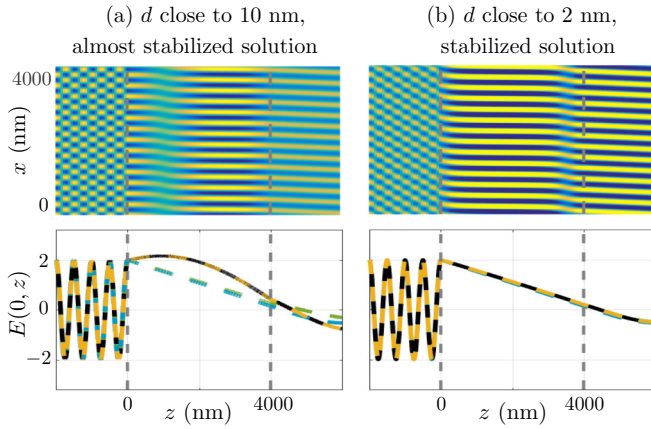 (a) d close to 10 nm,
almost stabilized solution
(b) d close to 2 nm,
stabilized solution
x (nm)
4000
0
E(0, z)
2
0
−2
0
4000
z (nm)
0
4000
z (nm)